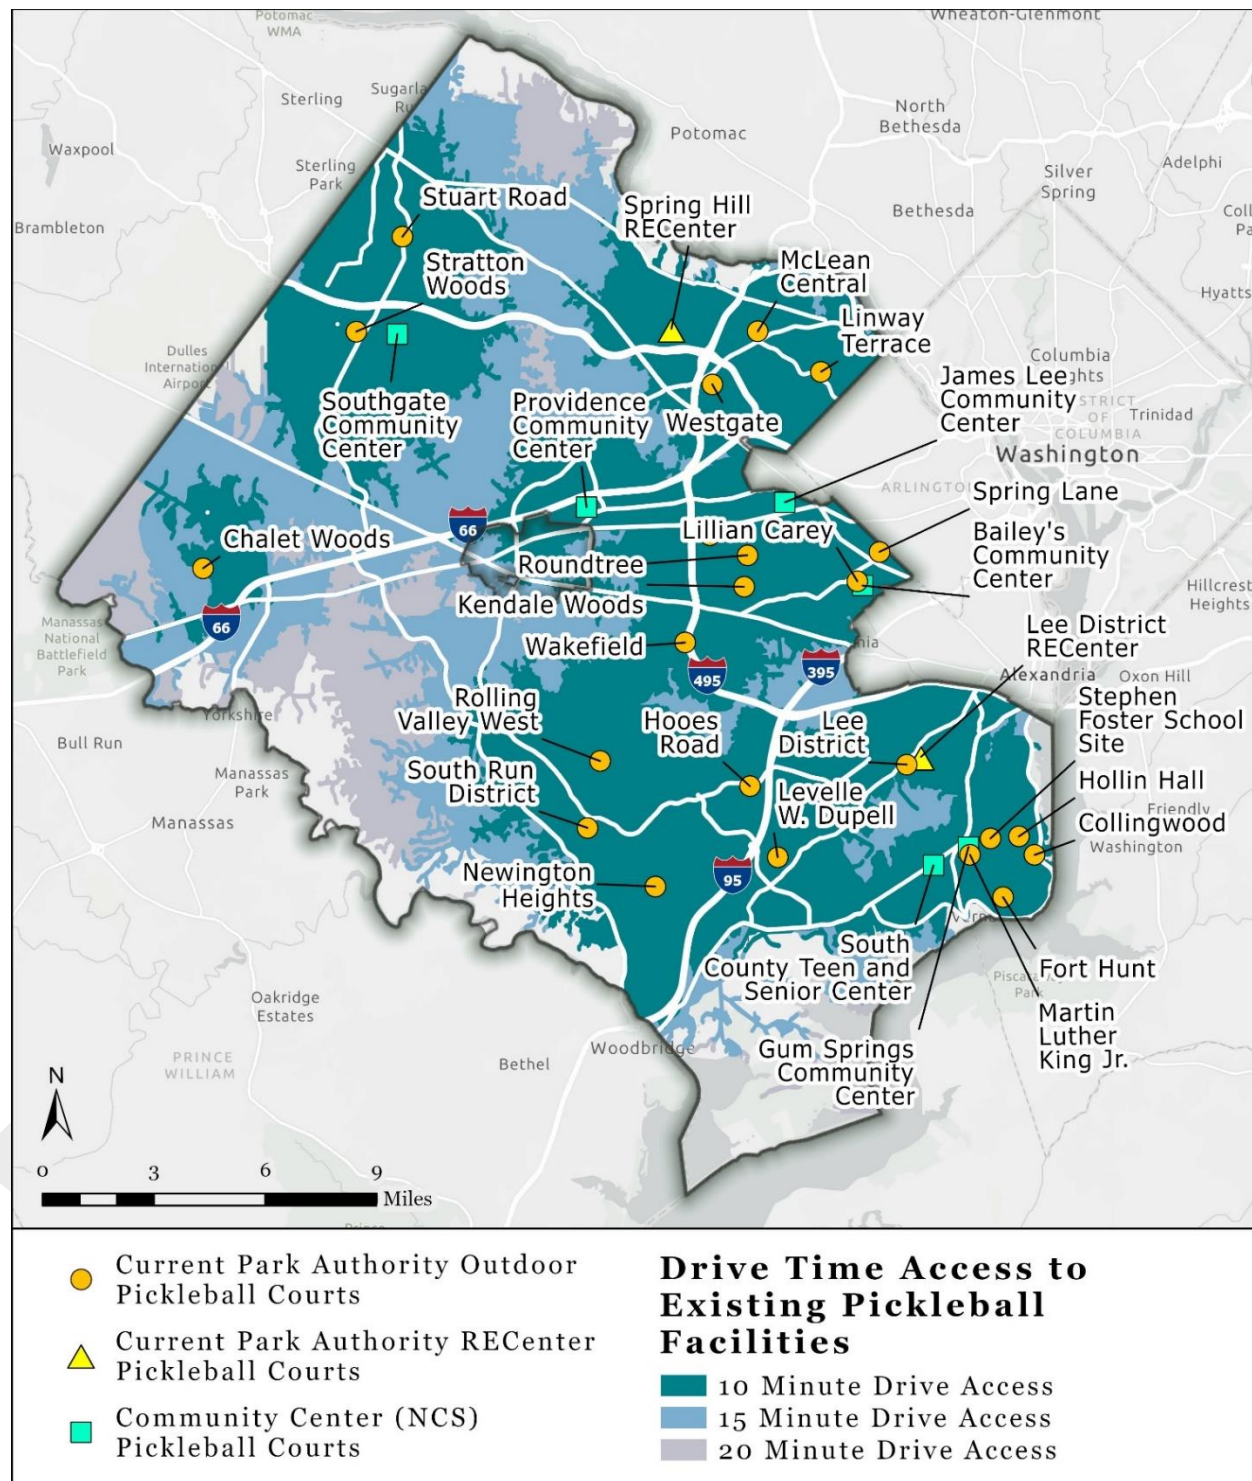 Potomac
WMA
Wheaton-Glenmont
Sterling
North
Bethesda
Potomac
Waxpool
Sterling
Park
Adelphi
Silver
Spring
Stuart Road
Spring Hill
RECenter
Bethesda
Brambleton
Stratton
Woods
McLean
Central
Linway
Terrace
Dulles
International
Airport
Columbia
James Lee
Community
Center
Southgate
Community
Center
Providence
Community
Center
Westgate
Trinidad
OF
COLUMBIA
Washington
ARLINGTON
Spring Lane
66
Chalet Woods
Lillian Carey
Bailey's
Community
Center
Roundtree
Kendale Woods
Hillcrest
Heights
66
Manassas
National
Battlefield
Park
Wakefield
Lee District
RECenter
495
395
Alexandria
Oxon Hill
Yorkshire
Rolling
Valley West
Hooes
Road
Lee
District
Stephen
Foster School
Site
Bull Run
Manassas
Park
South Run
District
Levelle
W. Dupell
Hollin Hall
Friendly
Manassas
Collingwood
Washington
Newington
Heights
95
South
County Teen and
Senior Center
Fort Hunt
Park
Oakridge
Estates
Martin
Luther
King Jr.
Woodbridge
Gum Springs
Community
Center
PRINCE
WILLIAM
Bethel
N
0 3 6 9
Miles
Current Park Authority Outdoor
Pickleball Courts
Current Park Authority RECenter
Pickleball Courts
Community Center (NCS)
Pickleball Courts
Drive Time Access to
Existing Pickleball
Facilities
10 Minute Drive Access
15 Minute Drive Access
20 Minute Drive Access